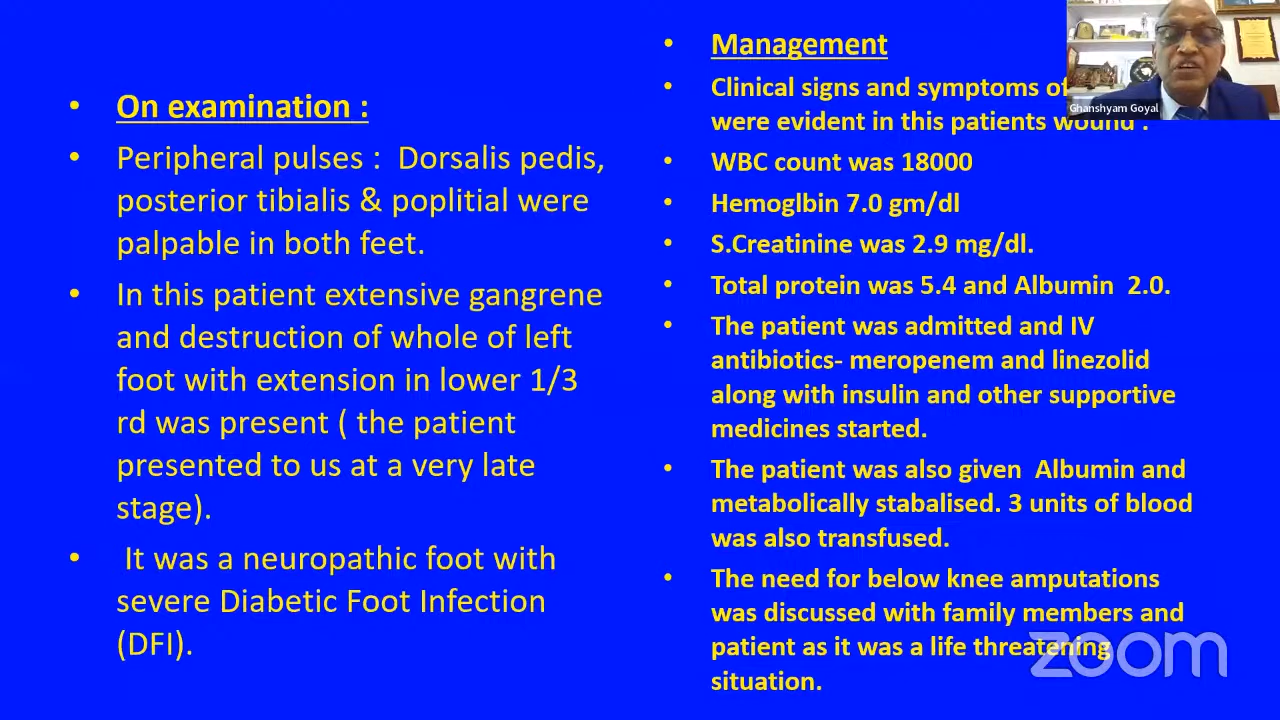 • On examination :
• Peripheral pulses : Dorsalis pedis,
posterior tibialis & poplitial were
palpable in both feet.
• In this patient extensive gangrene
and destruction of whole of left
foot with extension in lower 1/3
rd was present ( the patient
presented to us at a very late
stage).
• It was a neuropathic foot with
severe Diabetic Foot Infection
(DFI).
• Management
• Clinical signs and symptoms of
were evident in this patients wound .
• WBC count was 18000
• Hemoglbin 7.0 gm/dl
• S.Creatinine was 2.9 mg/dl.
• Total protein was 5.4 and Albumin 2.0.
• The patient was admitted and IV
antibiotics- meropenem and linezolid
along with insulin and other supportive
medicines started.
• The patient was also given Albumin and
metabolically stabalised. 3 units of blood
was also transfused.
• The need for below knee amputations
was discussed with family members and
patient as it was a life threatening
situation.
Ghanshyam Goyal
zoom